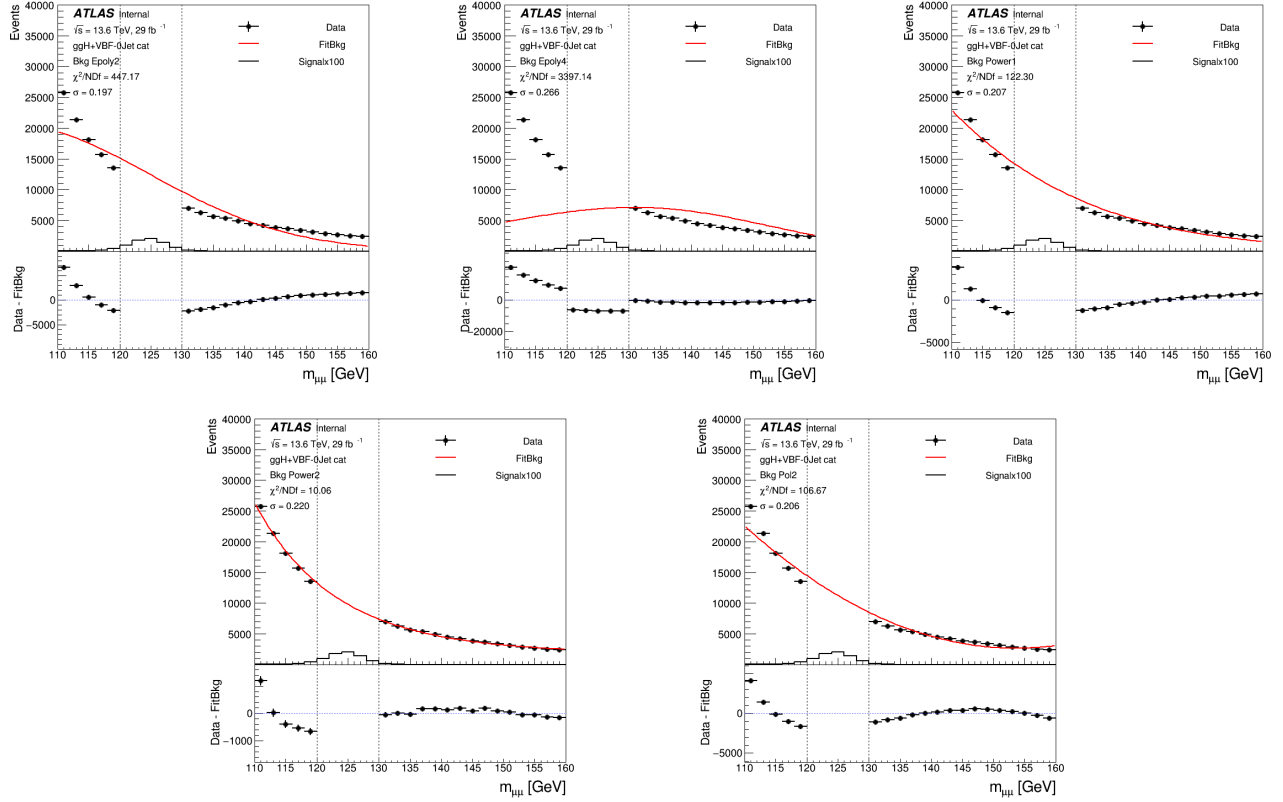 Events
40000
35000
30000
25000
20000
15000
10000
5000
ATLAS Internal
√s = 13.6 TeV, 29 fb -1
ggH+VBF-0Jet cat
Bkg Epoly2
χ2/NDf = 447.17
σ = 0.197
Data
FitBkg
Signalx100
Data - FitBkg
0
−5000
110 115 120 125 130 135 140 145 150 155 160
mμμ [GeV]
Events
40000
35000
30000
25000
20000
15000
10000
5000
ATLAS Internal
√s = 13.6 TeV, 29 fb -1
ggH+VBF-0Jet cat
Bkg Epoly4
χ2/NDf = 3397.14
σ = 0.266
Data
FitBkg
Signalx100
Data - FitBkg
0
−20000
110 115 120 125 130 135 140 145 150 155 160
mμμ [GeV]
Events
40000
35000
30000
25000
20000
15000
10000
5000
ATLAS Internal
√s = 13.6 TeV, 29 fb -1
ggH+VBF-0Jet cat
Bkg Power1
χ2/NDf = 122.30
σ = 0.207
Data
FitBkg
Signalx100
Data - FitBkg
0
−5000
110 115 120 125 130 135 140 145 150 155 160
mμμ [GeV]
Events
40000
35000
30000
25000
20000
15000
10000
5000
ATLAS Internal
√s = 13.6 TeV, 29 fb -1
ggH+VBF-0Jet cat
Bkg Power2
χ2/NDf = 10.06
σ = 0.220
Data
FitBkg
Signalx100
Data - FitBkg
0
−1000
110 115 120 125 130 135 140 145 150 155 160
mμμ [GeV]
Events
40000
35000
30000
25000
20000
15000
10000
5000
ATLAS Internal
√s = 13.6 TeV, 29 fb -1
ggH+VBF-0Jet cat
Bkg Pol2
χ2/NDf = 106.67
σ = 0.206
Data
FitBkg
Signalx100
Data - FitBkg
0
−5000
110 115 120 125 130 135 140 145 150 155 160
mμμ [GeV]